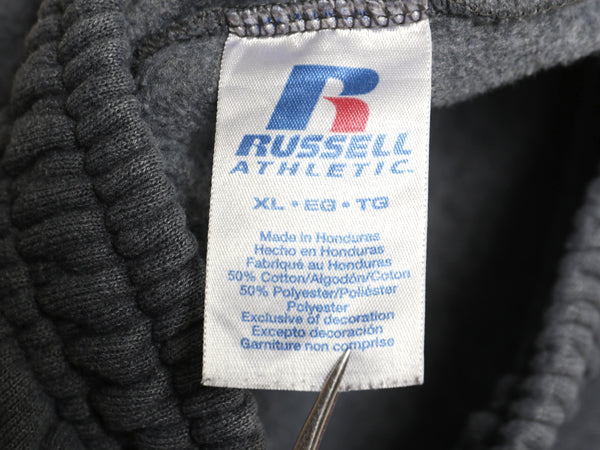 R
RUSSELL
ATHLETIC
XL • EG • TG
Made in Honduras
Hecho en Honduras
Fabriqué au Honduras
50% Cotton/Algodón/Coton
50% Polyester/Poliéster
Polyester
Exclusive of decoration
Excepto decoración
Garniture non comprise